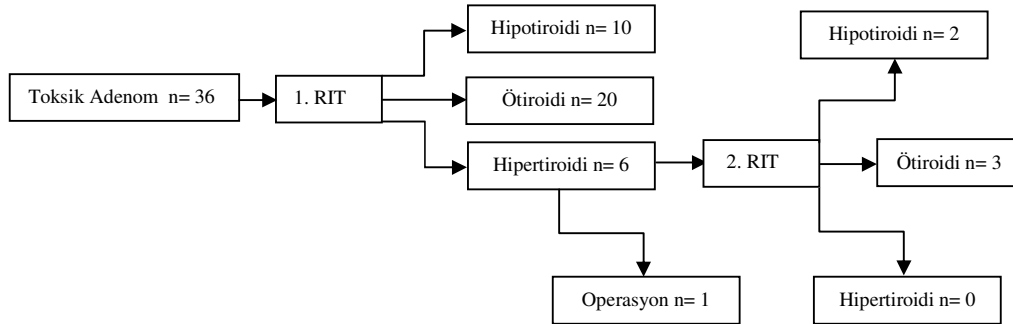 Toksik Adenom n= 36
1. RIT
Hipotiroidi n= 10
Ötiroidi n= 20
Hipertiroidi n= 6
Operasyon n= 1
2. RIT
Hipotiroidi n= 2
Ötiroidi n= 3
Hipertiroidi n= 0